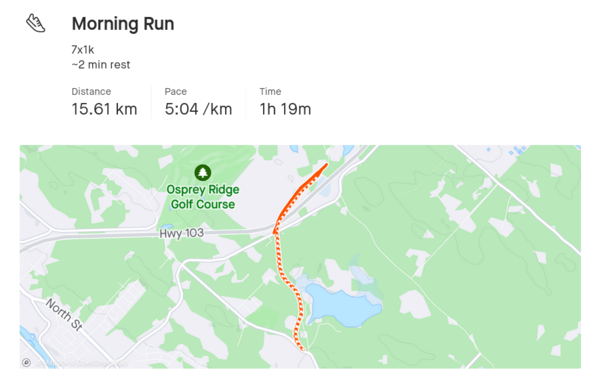 Morning Run
7x1k
~2 min rest
Distance Pace Time
15.61 km 5:04 /km 1h 19m
Osprey Ridge
Golf Course
Hwy 103
North St